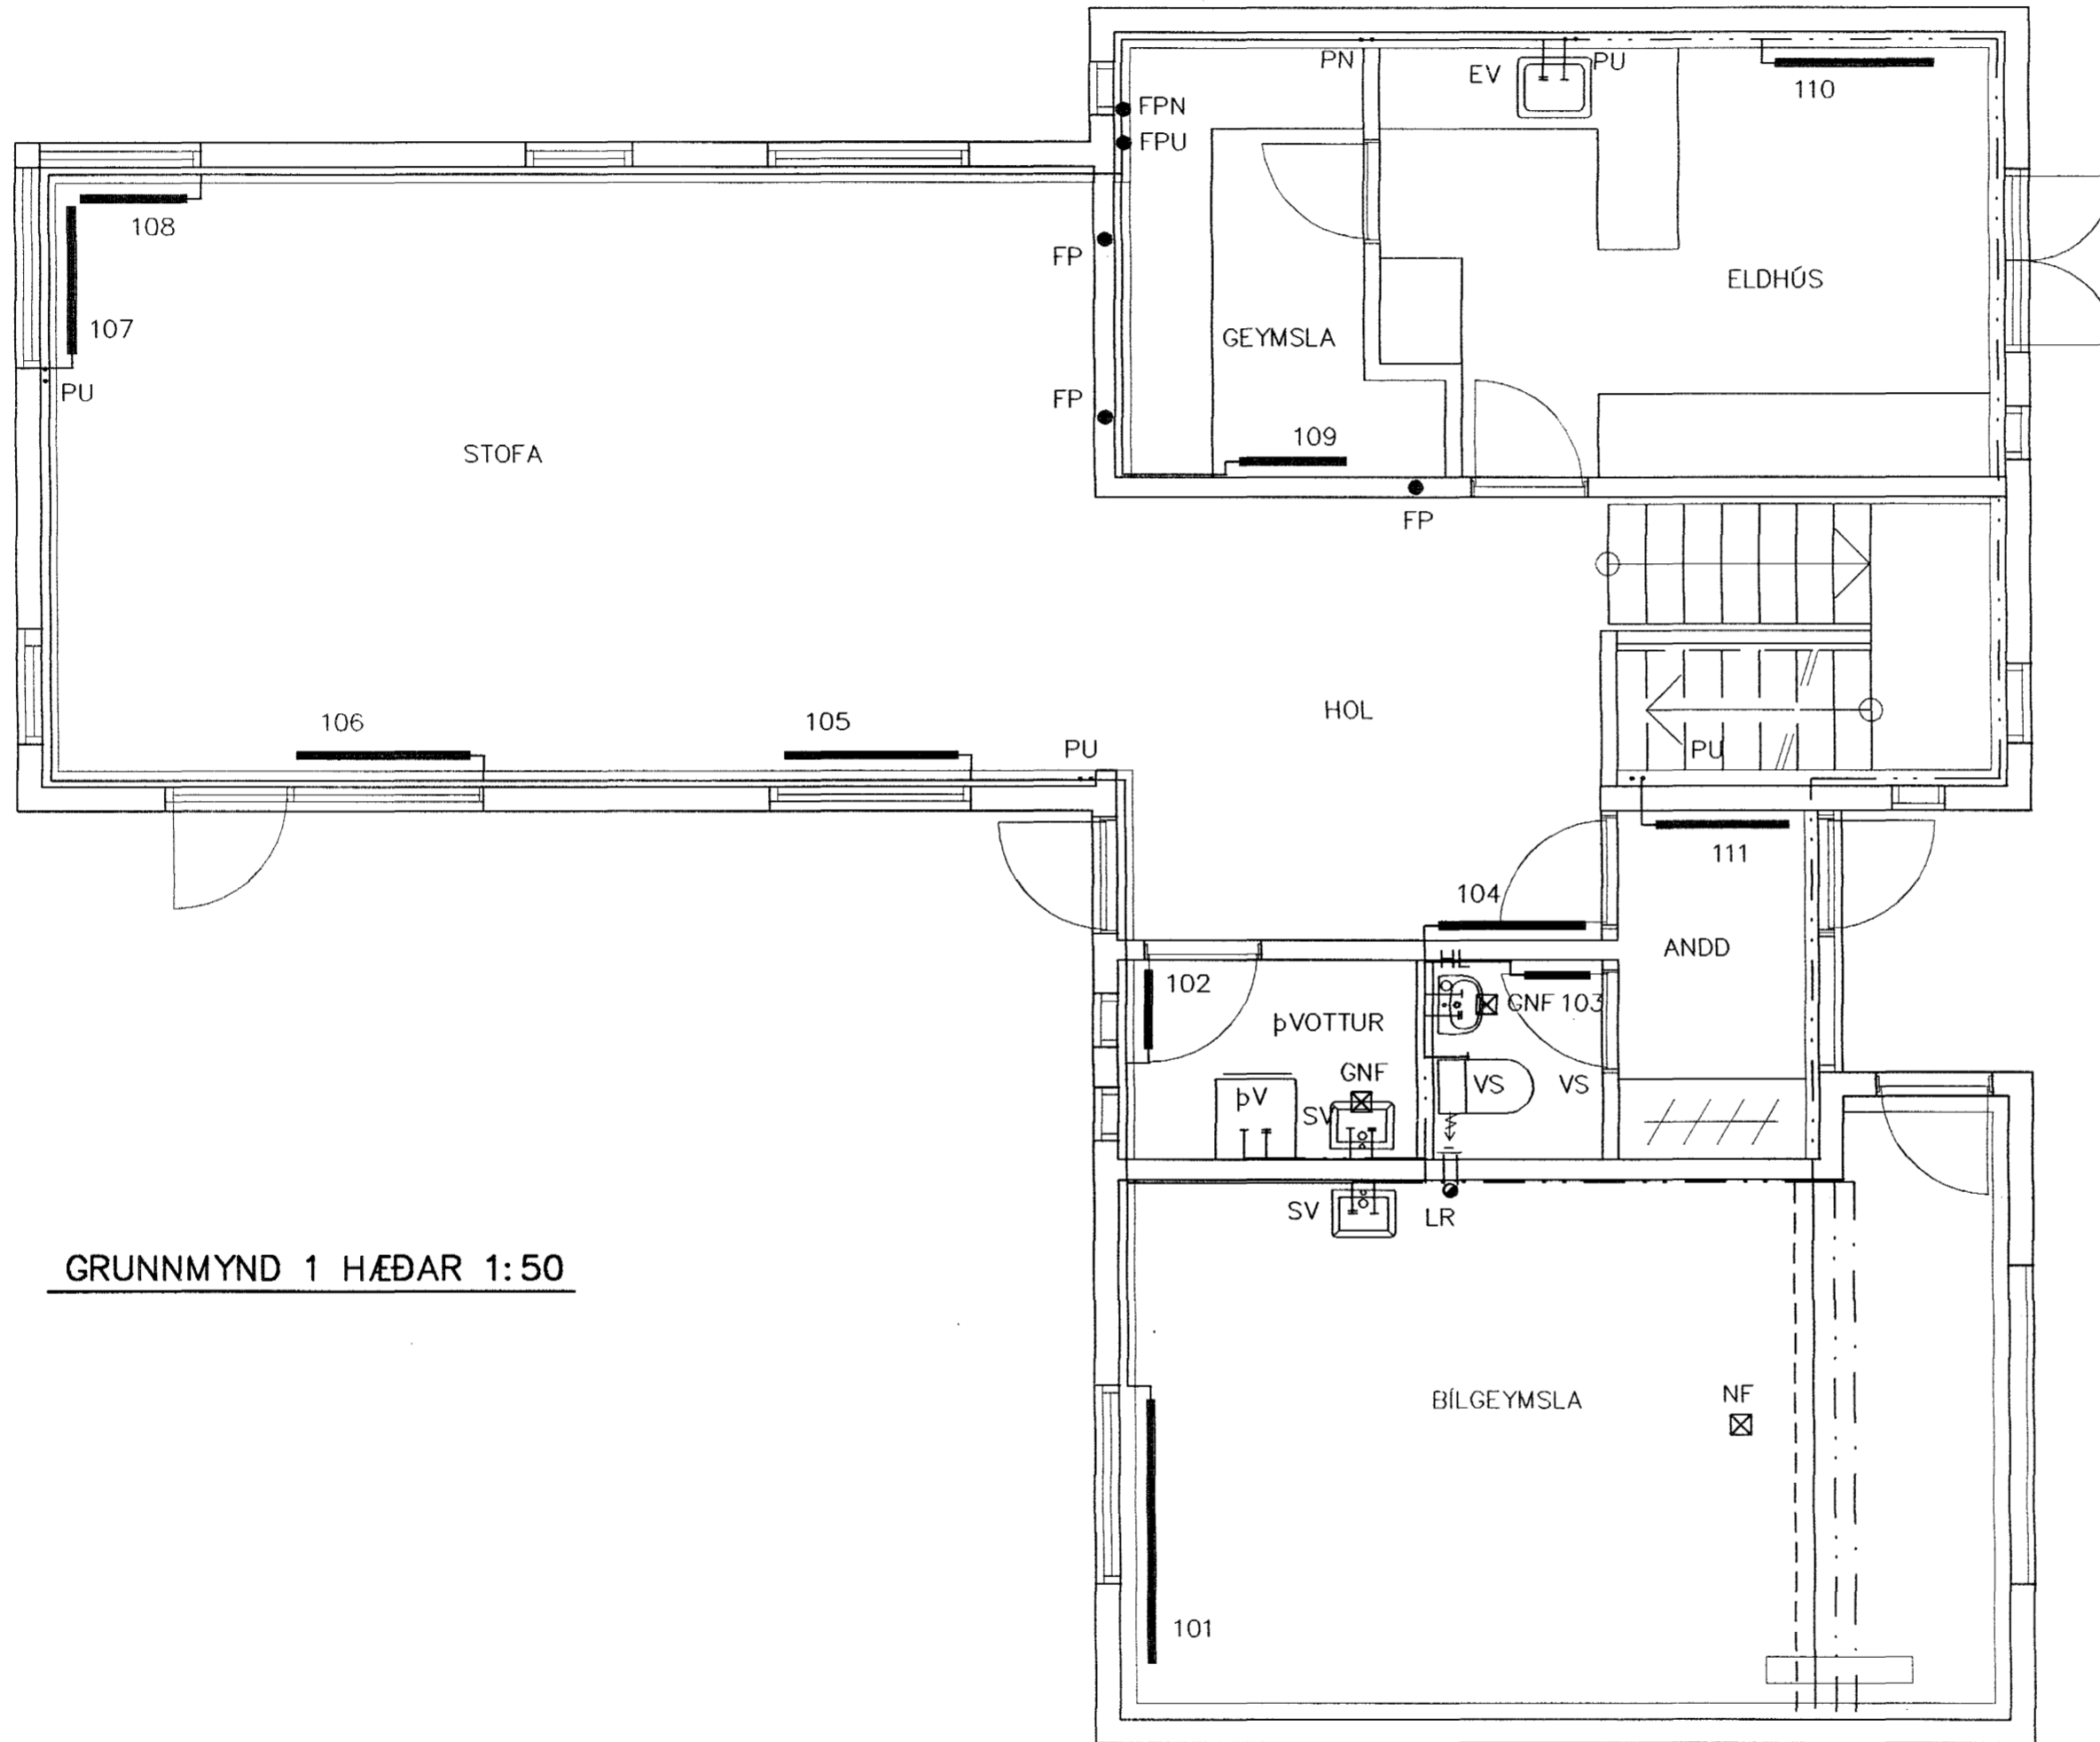 PN
EV
PU
110
FPN
FPU
108
FP
107
ELDHÚS
GEYMSLA
PU
FP
STOFA
109
FP
HOL
106
105
PU
PU
111
104
ANDD
HL
102
GNF 103
ÞVOTTUR
GNF
VS
VS
ÞV
SV
SV
LR
GRUNNMYND 1 HÆÐAR 1:50
BÍLGEYMSLA
NF
101